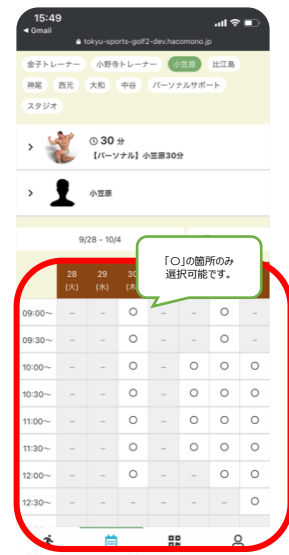 15:49
◀ Gmail
tokyu-sports-golf2-dev.hacomono.jp
金子トレーナー 小野寺トレーナー 小笠原 比江島
神尾 西元 大和 中谷 パーソナルサポート
スタジオ
30 分
【パーソナル】小笠原30分
小笠原
9/28 - 10/4
「〇」の箇所のみ
選択可能です。
28 29
(火) (水)
09:00〜 – – ○ – – ○ –
09:30〜 – – ○ – – ○ –
10:00〜 – – ○ – ○ ○ ○
10:30〜 – – ○ – ○ ○ ○
11:00〜 – – ○ – ○ ○ ○
11:30〜 – – ○ – ○ ○ ○
12:00〜 – – ○ – – ○ ○
12:30〜 – – – – – – ○